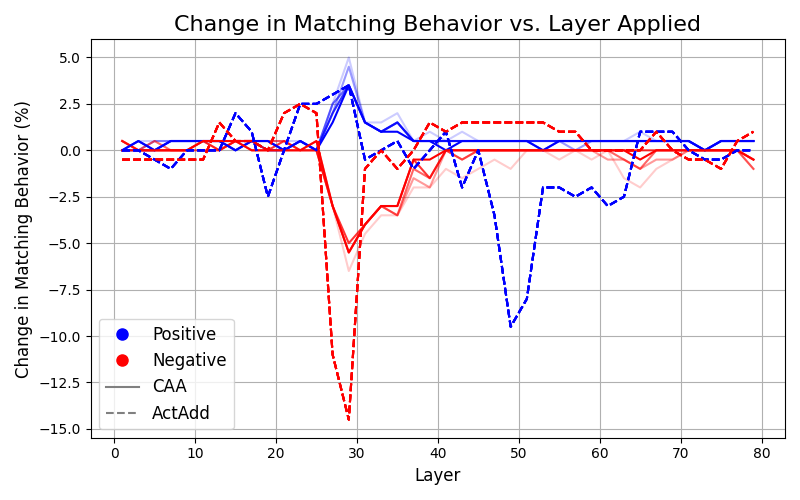 Change in Matching Behavior vs. Layer Applied
Change in Matching Behavior (%)
5.0
2.5
0.0
−2.5
−5.0
−7.5
−10.0
−12.5
−15.0
Positive
Negative
CAA
ActAdd
0 10 20 30 40 50 60 70 80
Layer